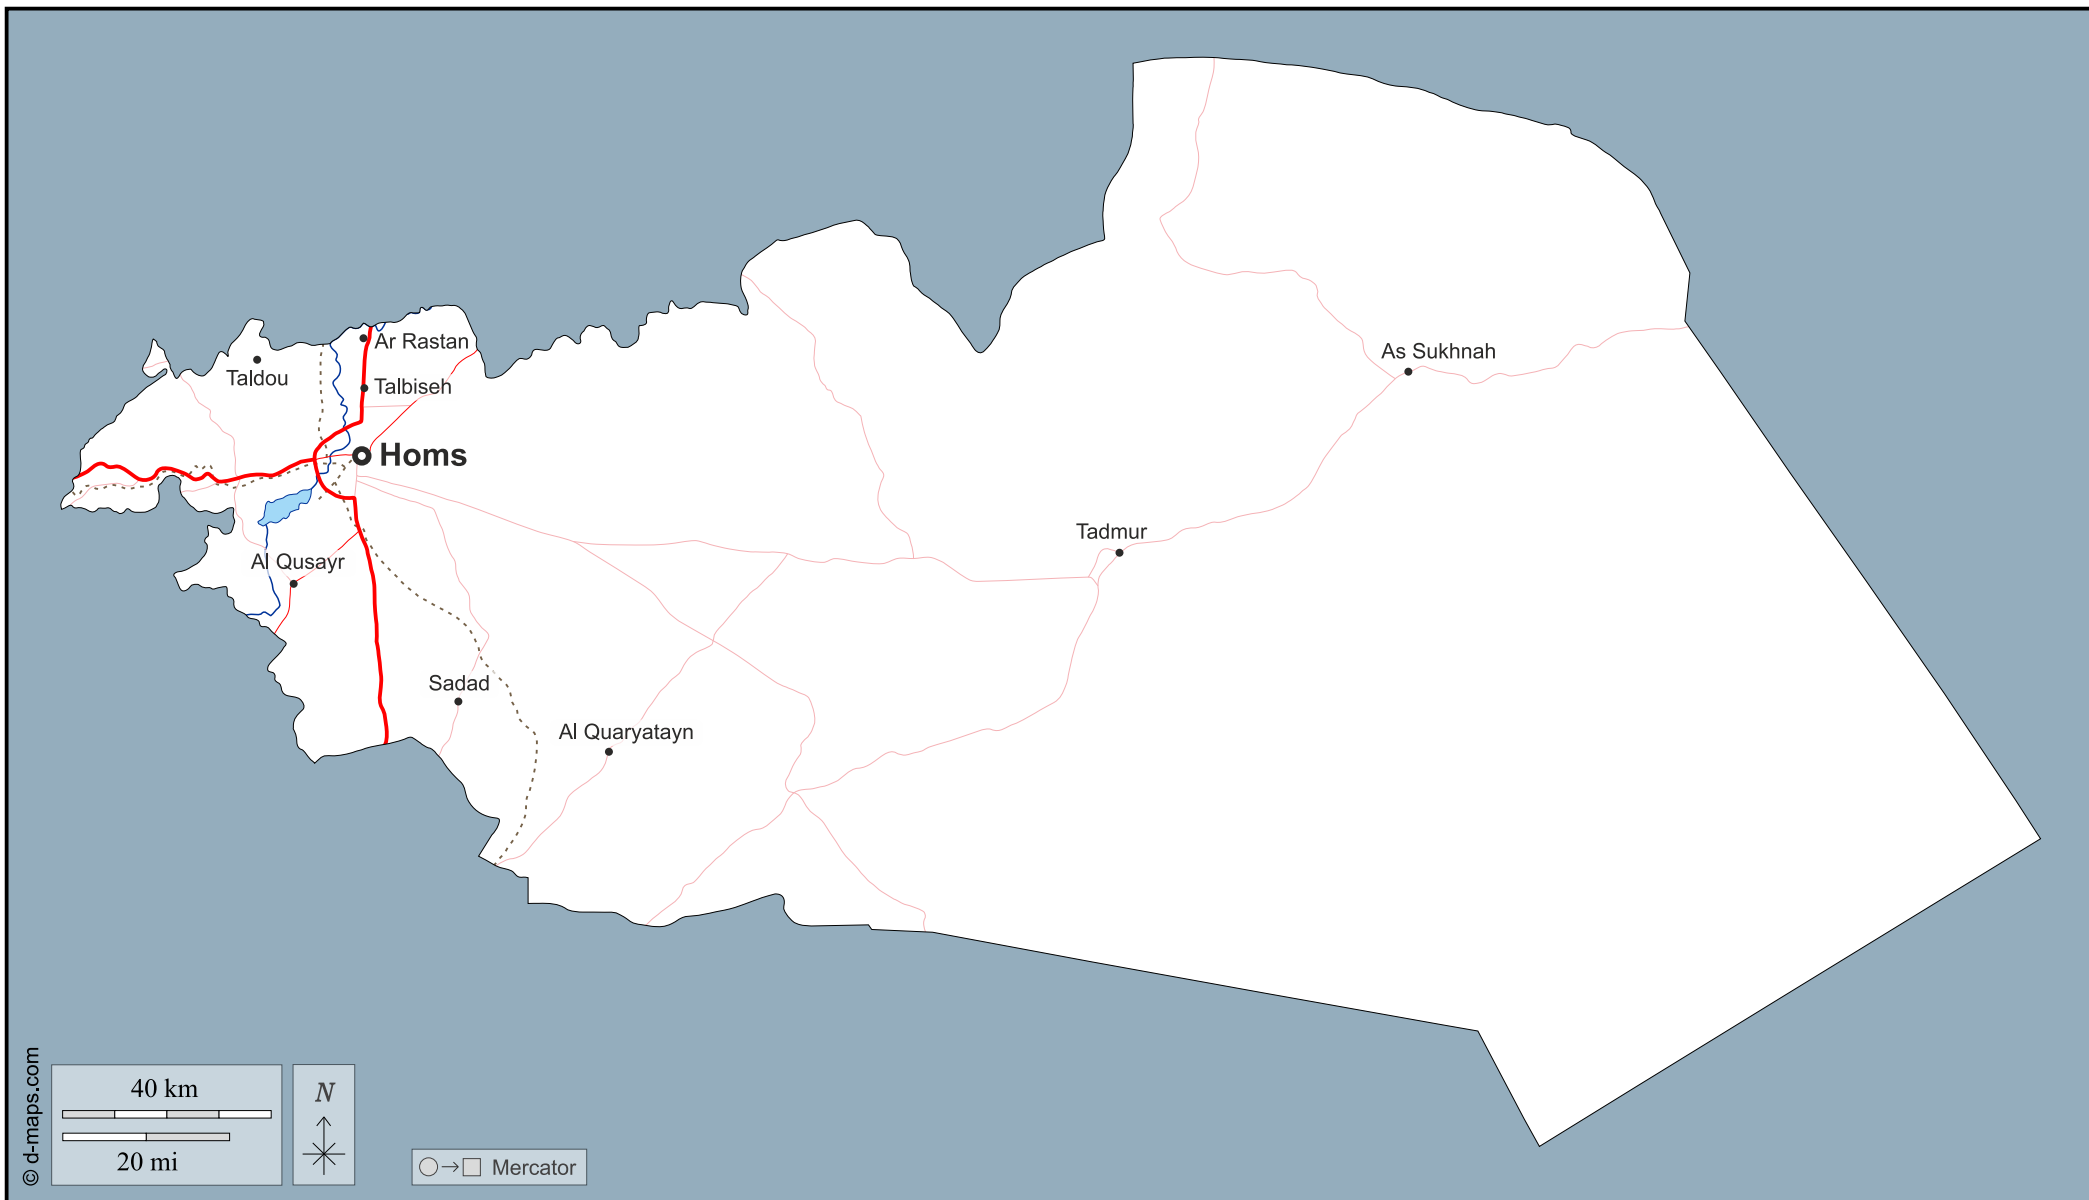 Ar Rastan
As Sukhnah
Taldou
Talbiseh
Homs
Tadmur
Al Qusayr
Sadad
Al Quaryatayn
© d-maps.com
40 km
20 mi
N
Mercator